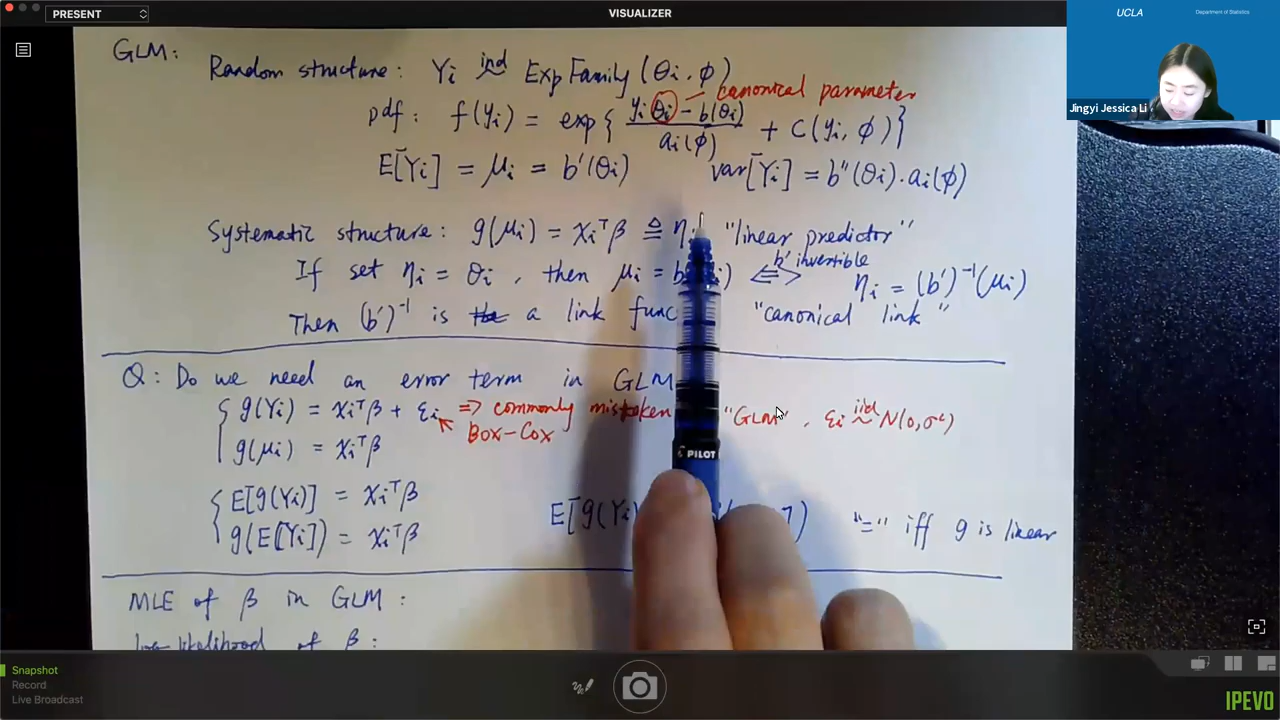 PRESENT
VISUALIZER
UCLA
Department of Statistics
Jingyi Jessica Li
GLM:
Random structure: Yi ind~ ExpFamily(θi, φ)
canonical parameter
pdf: f(yi) = exp{ (yiθi − b(θi)) / ai(φ) + C(yi, φ)}
E[Yi] = μi = b'(θi) var[Yi] = b''(θi)·ai(φ)
Systematic structure: g(μi) = xiᵀβ ≜ ηi "linear predictor"
If set ηi = θi, then μi = b' ) <=> b' invertible ηi = (b')⁻¹(μi)
Then (b')⁻¹ is a link func "canonical link"
Q: Do we need an error term in GLM
g(Yi) = xiᵀβ + εi => commonly mistaken "GLM", εi iid~ N(0, σ²)
Box-Cox
g(μi) = xiᵀβ
E[g(Yi)] = xiᵀβ
g(E[Yi]) = xiᵀβ E[g(Yi) ) "=" iff g is linear
MLE of β in GLM:
log-likelihood of β:
Snapshot
Record
Live Broadcast
PILOT
IPEVO